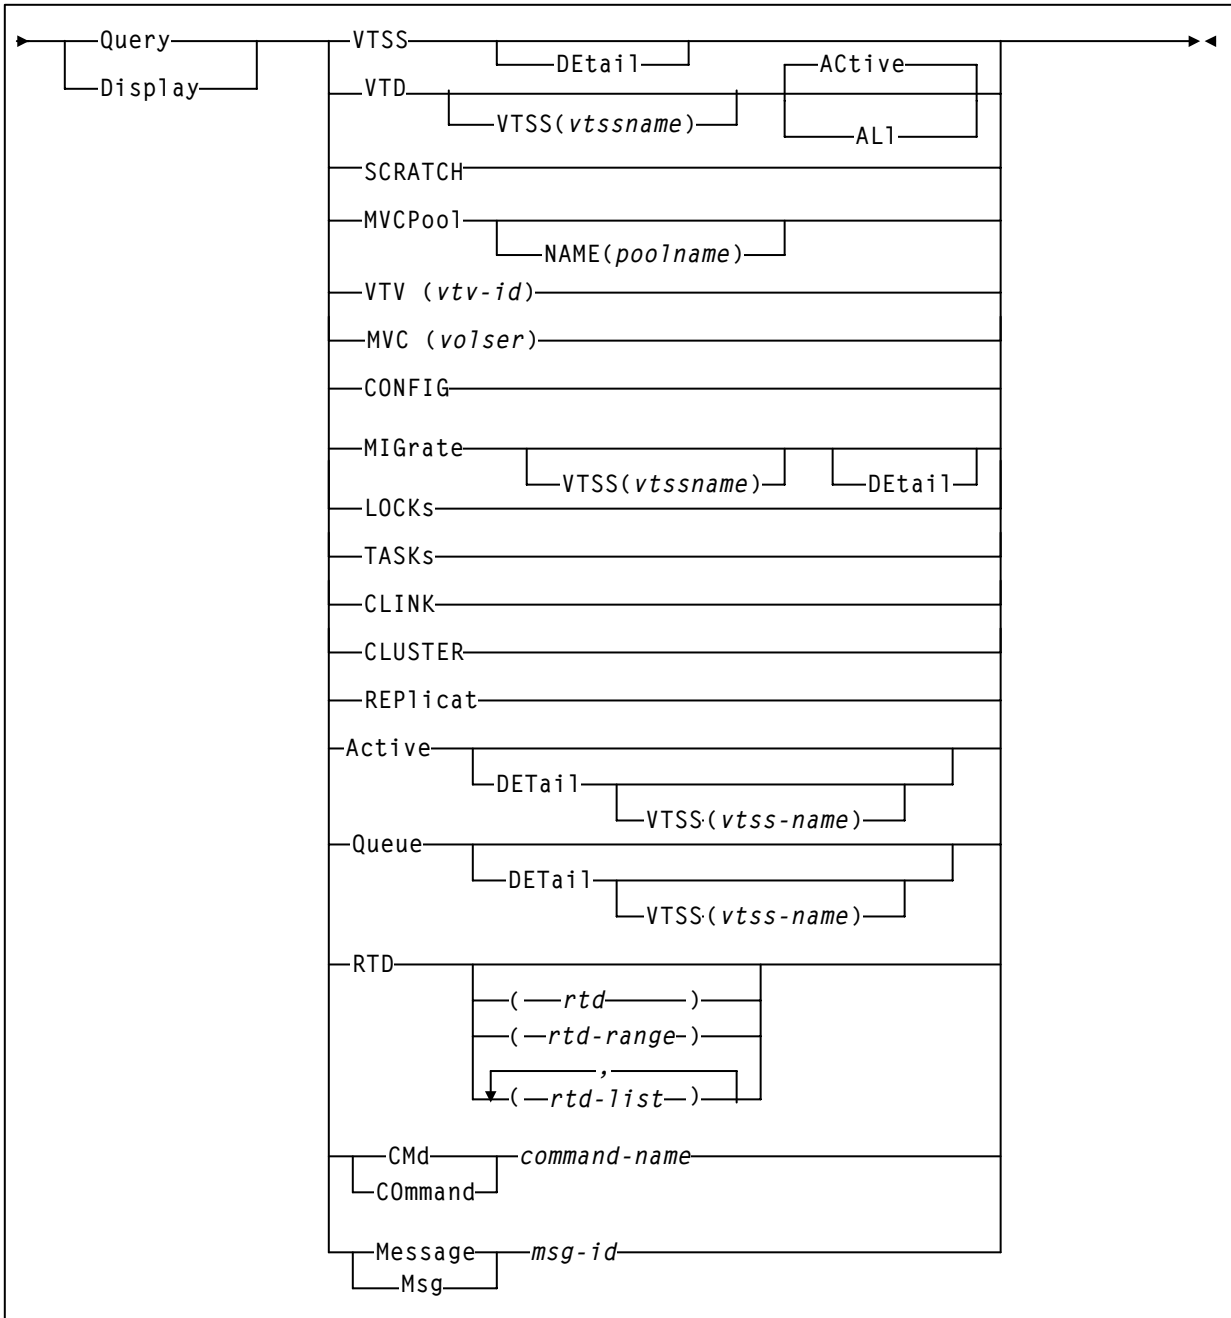 Query
Display
VTSS
DEtail
VTD
VTSS(vtssname)
ACtive
ALl
SCRATCH
MVCPool
NAME(poolname)
VTV (vtv-id)
MVC (volser)
CONFIG
MIGrate
VTSS(vtssname)
DEtail
LOCKs
TASKs
CLINK
CLUSTER
REPlicat
Active
DETail
VTSS(vtss-name)
Queue
DETail
VTSS(vtss-name)
RTD
( rtd )
( rtd-range )
,
( rtd-list )
CMd command-name
COmmand
Message msg-id
Msg